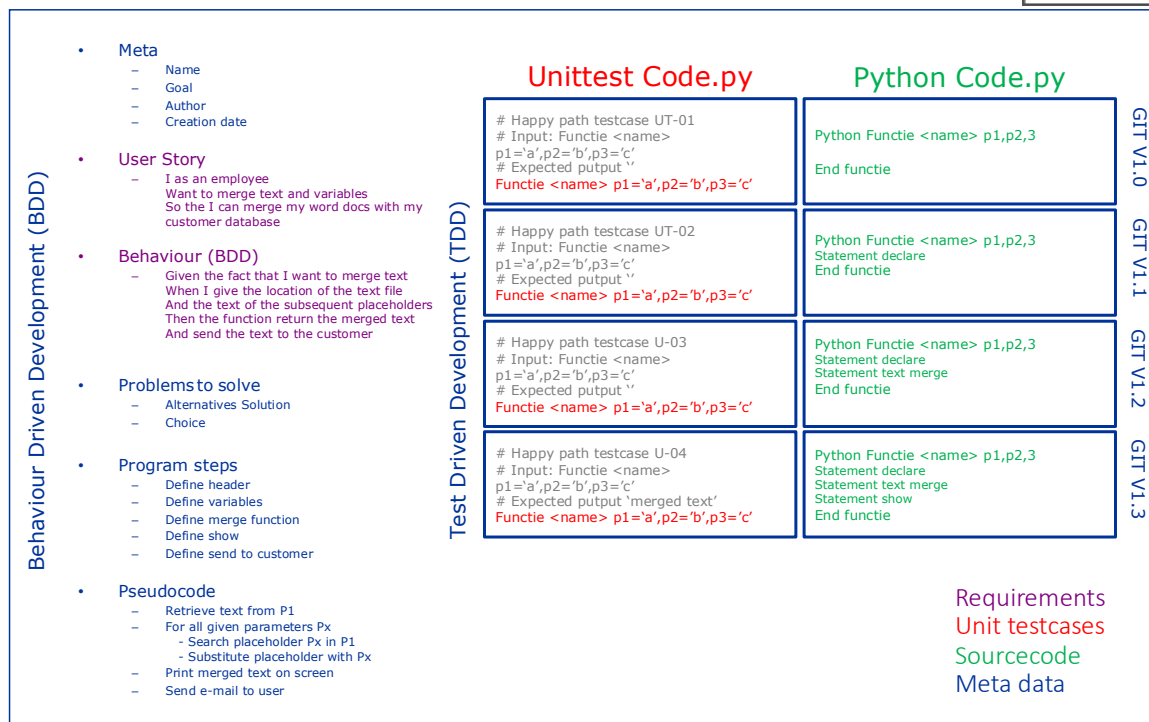 Behaviour Driven Development (BDD)
• Meta
– Name
– Goal
– Author
– Creation date
• User Story
– I as an employee
Want to merge text and variables
So the I can merge my word docs with my
customer database
• Behaviour (BDD)
– Given the fact that I want to merge text
When I give the location of the text file
And the text of the subsequent placeholders
Then the function return the merged text
And send the text to the customer
• Problems to solve
– Alternatives Solution
– Choice
• Program steps
– Define header
– Define variables
– Define merge function
– Define show
– Define send to customer
• Pseudocode
– Retrieve text from P1
– For all given parameters Px
- Search placeholder Px in P1
- Substitute placeholder with Px
– Print merged text on screen
– Send e-mail to user
Test Driven Development (TDD)
Unittest Code.py
Python Code.py
# Happy path testcase UT-01
# Input: Functie <name>
p1=‘a’,p2=‘b’,p3=‘c’
# Expected putput ‘’
Functie <name> p1=‘a’,p2=‘b’,p3=‘c’
Python Functie <name> p1,p2,3
End functie
GIT V1.0
# Happy path testcase UT-02
# Input: Functie <name>
p1=‘a’,p2=‘b’,p3=‘c’
# Expected putput ‘’
Functie <name> p1=‘a’,p2=‘b’,p3=‘c’
Python Functie <name> p1,p2,3
Statement declare
End functie
GIT V1.1
# Happy path testcase U-03
# Input: Functie <name>
p1=‘a’,p2=‘b’,p3=‘c’
# Expected putput ‘’
Functie <name> p1=‘a’,p2=‘b’,p3=‘c’
Python Functie <name> p1,p2,3
Statement declare
Statement text merge
End functie
GIT V1.2
# Happy path testcase U-04
# Input: Functie <name>
p1=‘a’,p2=‘b’,p3=‘c’
# Expected putput ‘merged text’
Functie <name> p1=‘a’,p2=‘b’,p3=‘c’
Python Functie <name> p1,p2,3
Statement declare
Statement text merge
Statement show
End functie
GIT V1.3
Requirements
Unit testcases
Sourcecode
Meta data